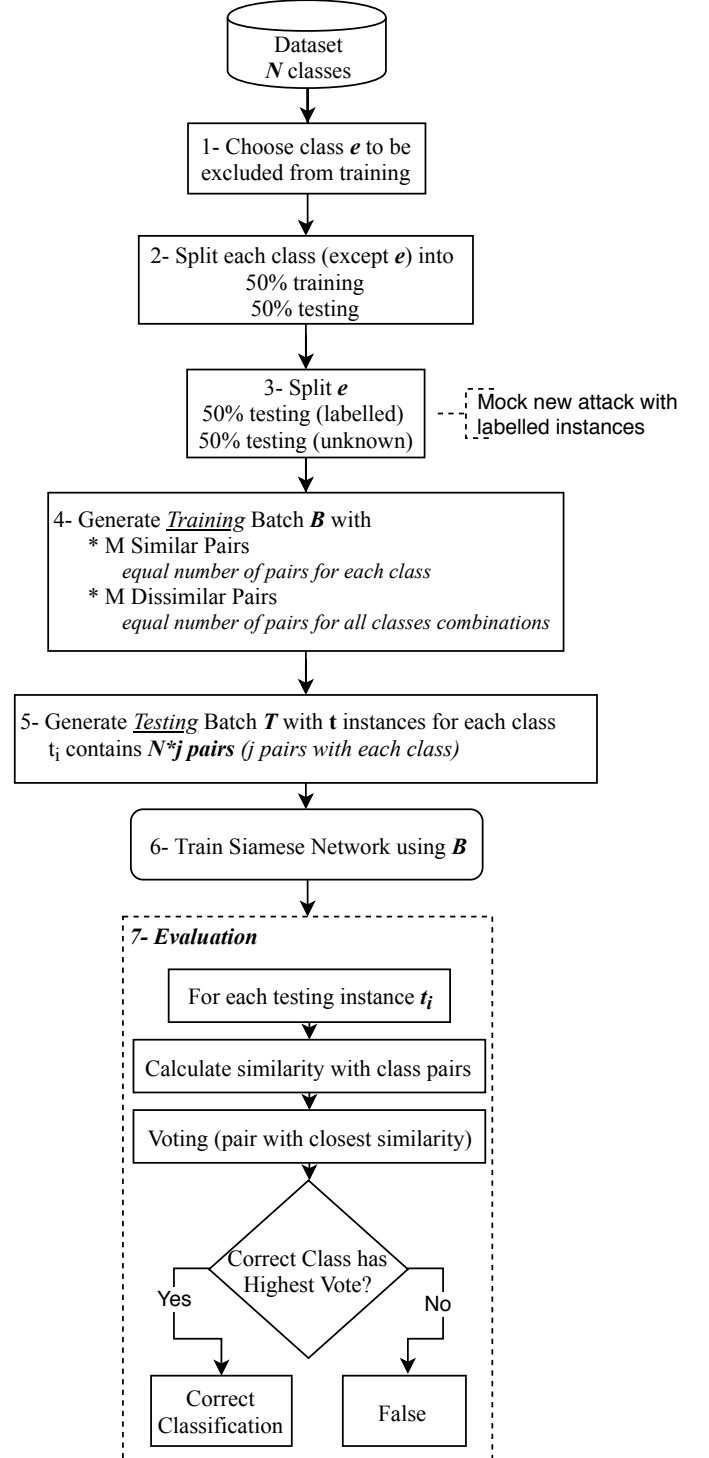 Dataset
N classes
1- Choose class e to be
excluded from training
2- Split each class (except e) into
50% training
50% testing
3- Split e
50% testing (labelled)
50% testing (unknown)
Mock new attack with
labelled instances
4- Generate Training Batch B with
* M Similar Pairs
equal number of pairs for each class
* M Dissimilar Pairs
equal number of pairs for all classes combinations
5- Generate Testing Batch T with t instances for each class
ti contains N*j pairs (j pairs with each class)
6- Train Siamese Network using B
7- Evaluation
For each testing instance ti
Calculate similarity with class pairs
Voting (pair with closest similarity)
Correct Class has
Highest Vote?
Yes
No
Correct
Classification
False